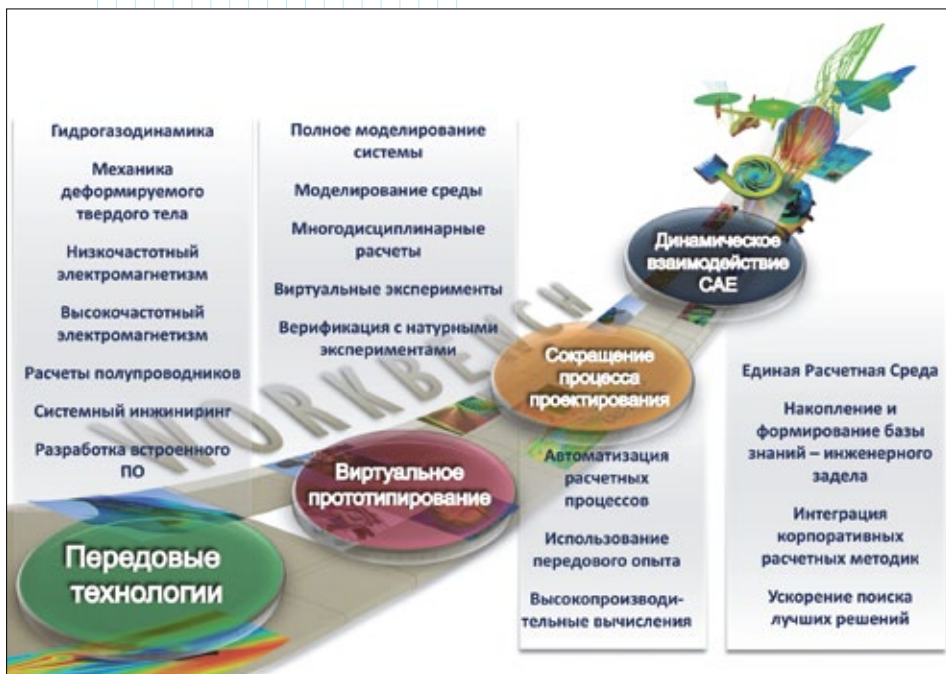 Гидрогазодинамика
Механика
деформируемого
твердого тела
Низкочастотный
электромагнетизм
Высокочастотный
электромагнетизм
Расчеты полупроводников
Системный инжиниринг
Разработка встроенного
ПО
Передовые
технологии
Полное моделирование
системы
Моделирование среды
Многодисциплинарные
расчеты
Виртуальные эксперименты
Верификация с натурными
экспериментами
WORKBENCH
Виртуальное
прототипирование
Сокращение
процесса
проектирования
Автоматизация
расчетных
процессов
Использование
передового опыта
Высокопроизводи-
тельные вычисления
Динамическое
взаимодействие
CAE
Единая Расчетная Среда
Накопление и
формирование базы
знаний – инженерного
задела
Интеграция
корпоративных
расчетных методик
Ускорение поиска
лучших решений